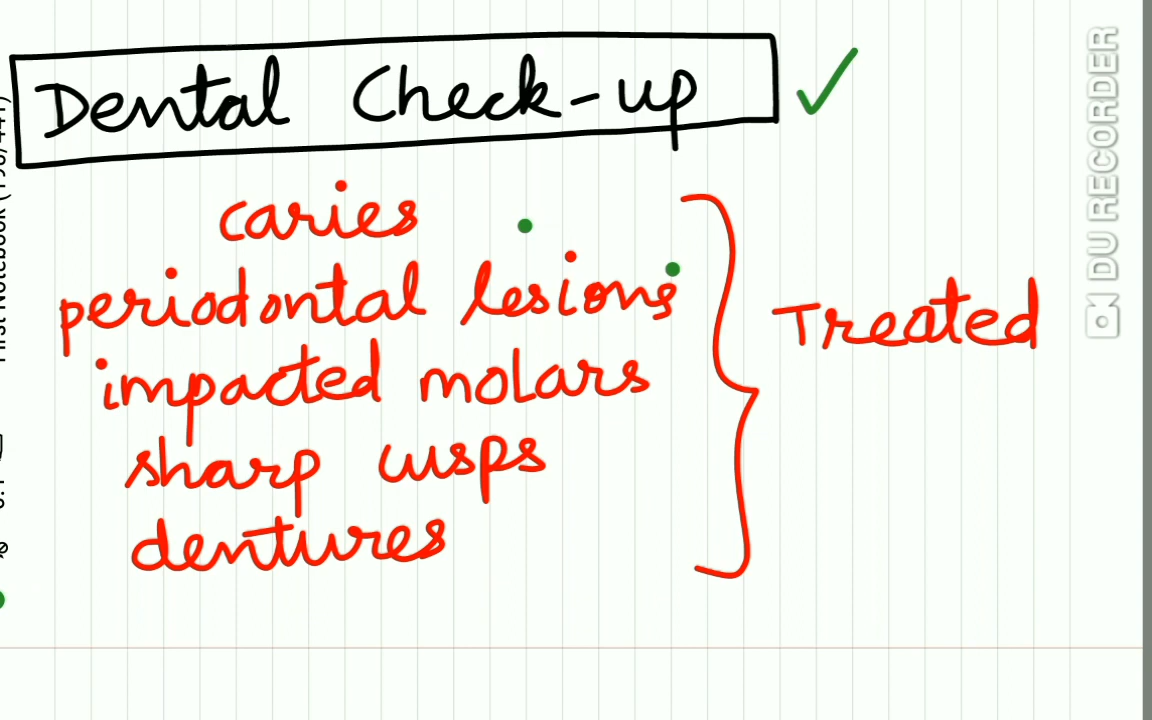 Dental Check-up ✓
caries
periodontal lesions
impacted molars
sharp cusps
dentures
Treated
DU RECORDER